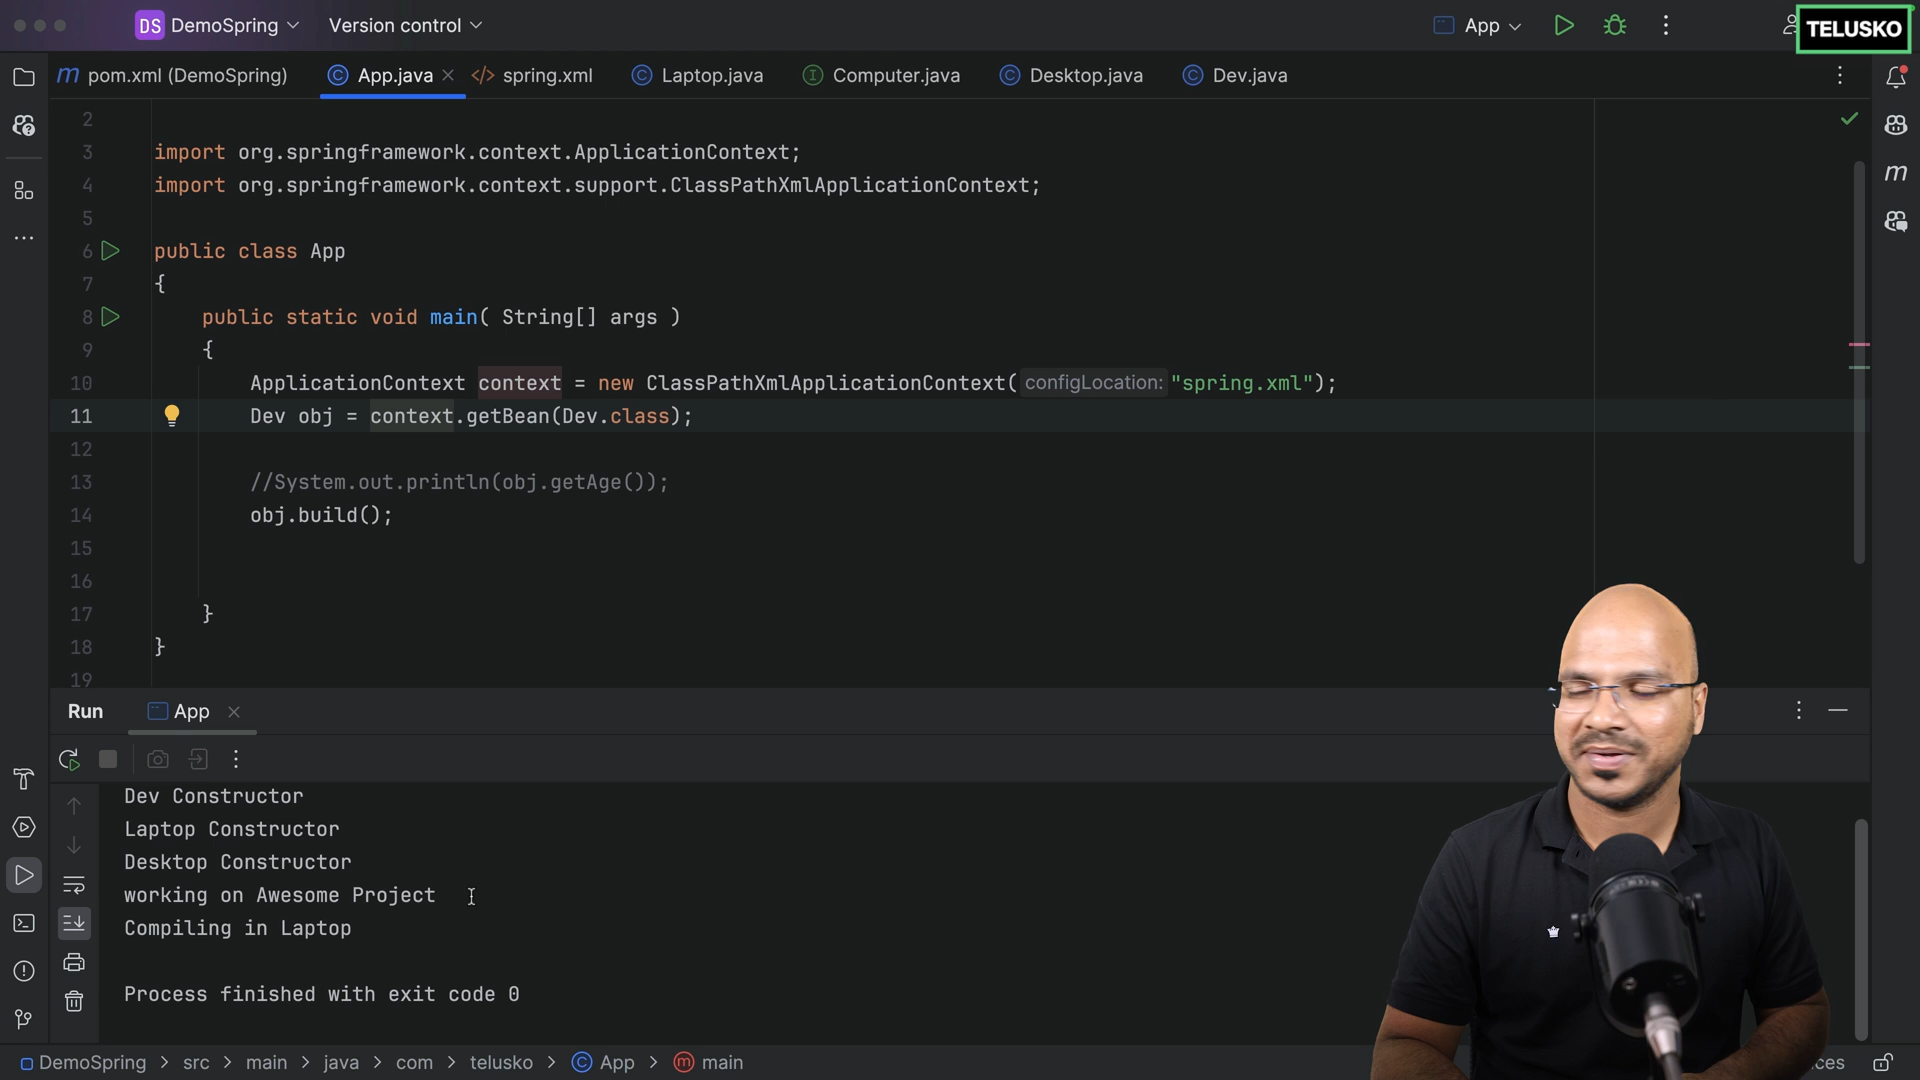 DS DemoSpring Version control App TELUSKO
m pom.xml (DemoSpring) App.java spring.xml Laptop.java Computer.java Desktop.java Dev.java
2
3 import org.springframework.context.ApplicationContext;
4 import org.springframework.context.support.ClassPathXmlApplicationContext;
5
6 public class App
7 {
8 public static void main( String[] args )
9 {
10 ApplicationContext context = new ClassPathXmlApplicationContext( configLocation: "spring.xml");
11 Dev obj = context.getBean(Dev.class);
12
13 //System.out.println(obj.getAge());
14 obj.build();
15
16
17 }
18 }
19
Run App
Dev Constructor
Laptop Constructor
Desktop Constructor
working on Awesome Project
Compiling in Laptop
Process finished with exit code 0
DemoSpring > src > main > java > com > telusko > App > main